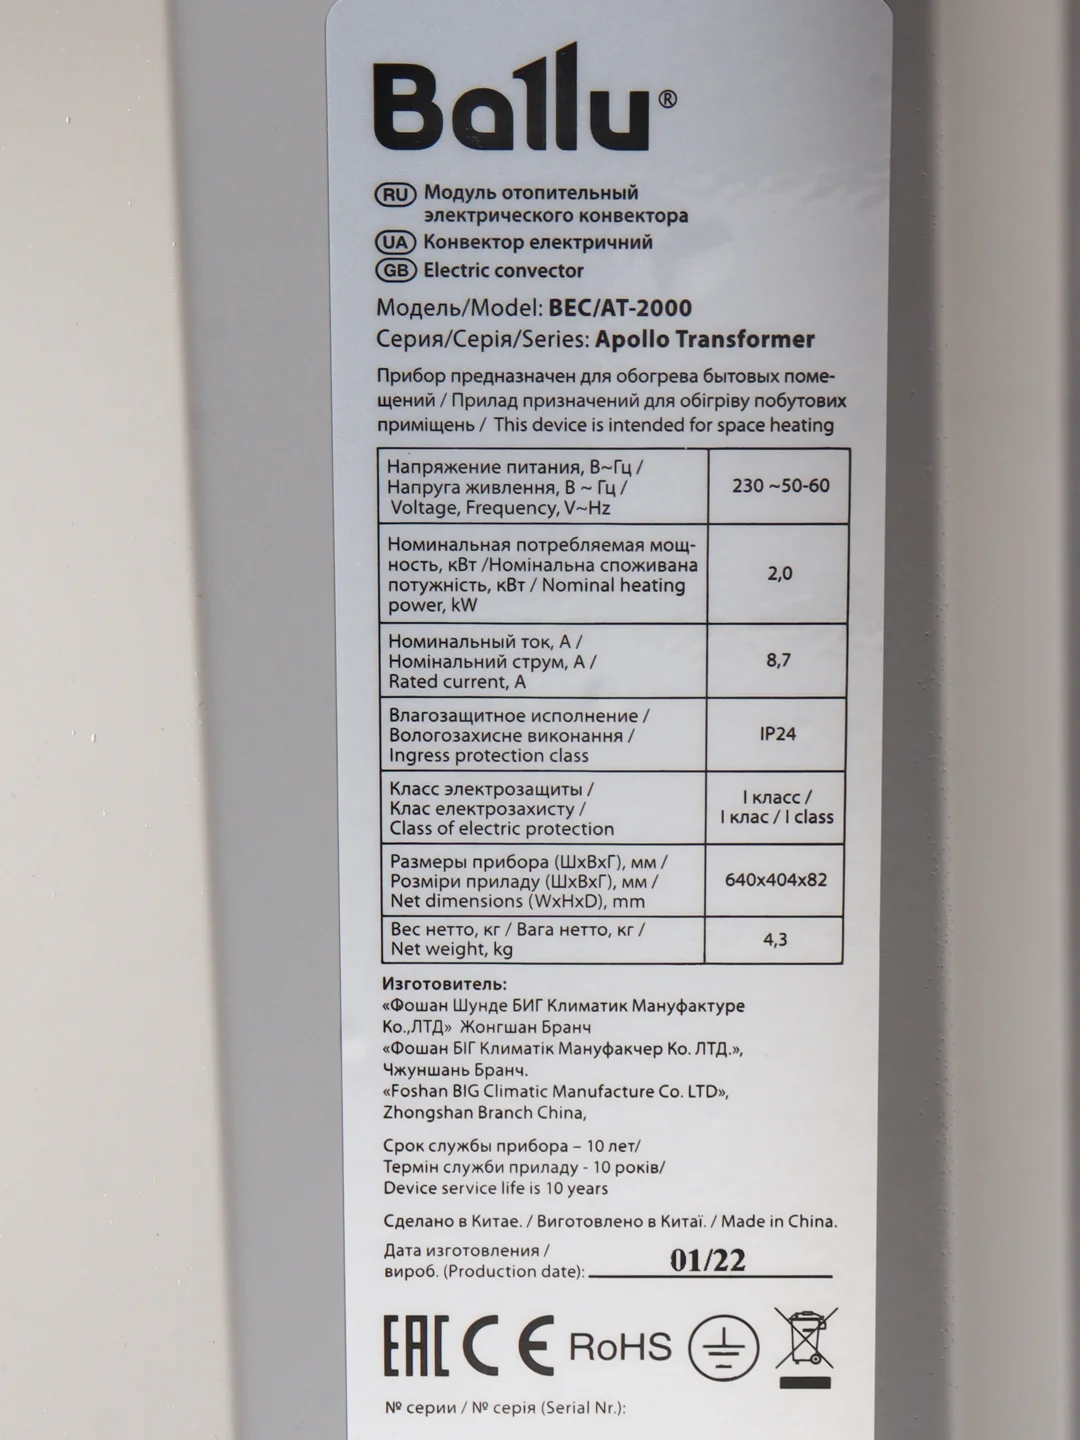 Ballu®
RU Модуль отопительный
электрического конвектора
UA Конвектор електричний
GB Electric convector
Модель/Model: BEC/AT-2000
Серия/Серія/Series: Apollo Transformer
Прибор предназначен для обогрева бытовых поме-
щений / Прилад призначений для обігріву побутових
приміщень / This device is intended for space heating
Напряжение питания, В~Гц /
Напруга живлення, В ~ Гц /
Voltage, Frequency, V~Hz
230 ~50-60
Номинальная потребляемая мощ-
ность, кВт /Номінальна споживана
потужність, кВт / Nominal heating
power, kW
2,0
Номинальный ток, А /
Номінальний струм, А /
Rated current, A
8,7
Влагозащитное исполнение /
Вологозахисне виконання /
Ingress protection class
IP24
Класс электрозащиты /
Клас електрозахисту /
Class of electric protection
I класс /
I клас / I class
Размеры прибора (ШхВхГ), мм /
Розміри приладу (ШхВхГ), мм /
Net dimensions (WxHxD), mm
640x404x82
Вес нетто, кг / Вага нетто, кг /
Net weight, kg
4,3
Изготовитель:
«Фошан Шунде БИГ Климатик Мануфактуре
Ко.,ЛТД» Жонгшан Бранч
«Фошан БІГ Климатік Мануфакчер Ко. ЛТД.»,
Чжуншань Бранч.
«Foshan BIG Climatic Manufacture Co. LTD»,
Zhongshan Branch China,
Срок службы прибора – 10 лет/
Термін служби приладу - 10 років/
Device service life is 10 years
Сделано в Китае. / Виготовлено в Китаї. / Made in China.
Дата изготовления /
вироб. (Production date): 01/22
EAC CE RoHS
№ серии / № серія (Serial Nr.):